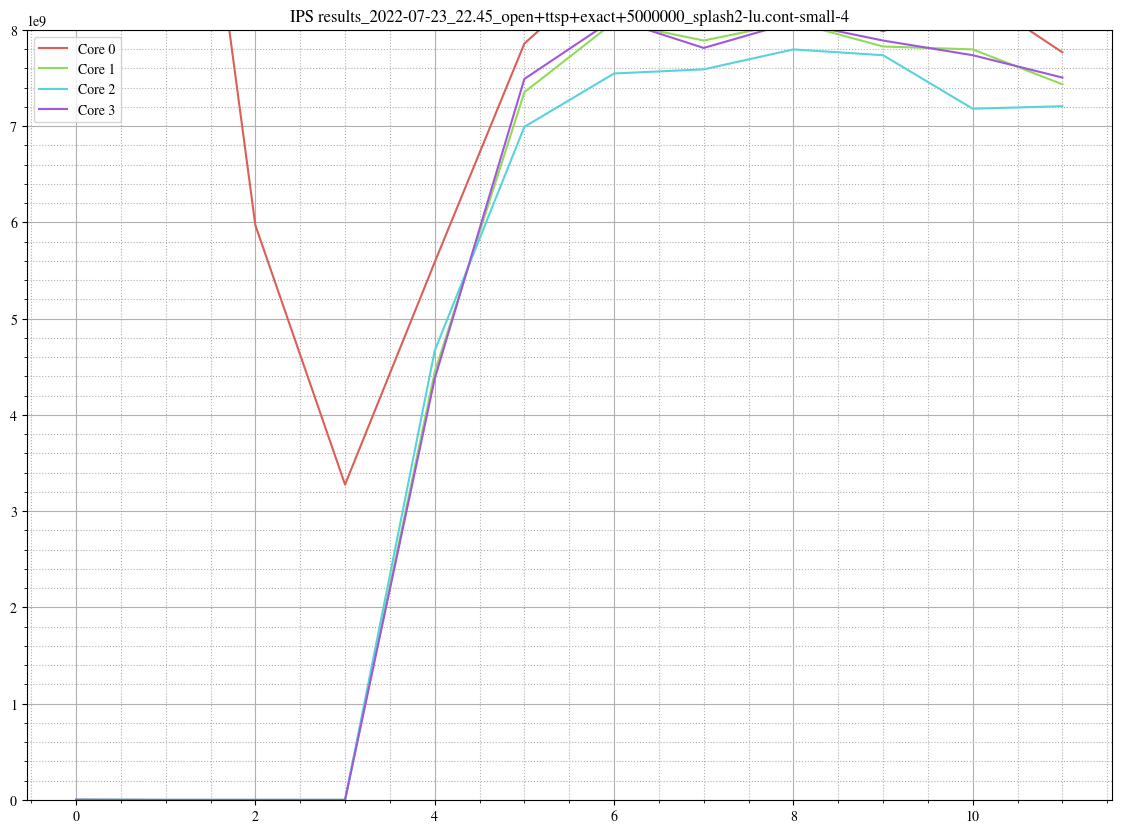 IPS results_2022-07-23_22.45_open+ttsp+exact+5000000_splash2-lu.cont-small-4
1e9
8
7
6
5
4
3
2
1
0
Core 0
Core 1
Core 2
Core 3
0 2 4 6 8 10